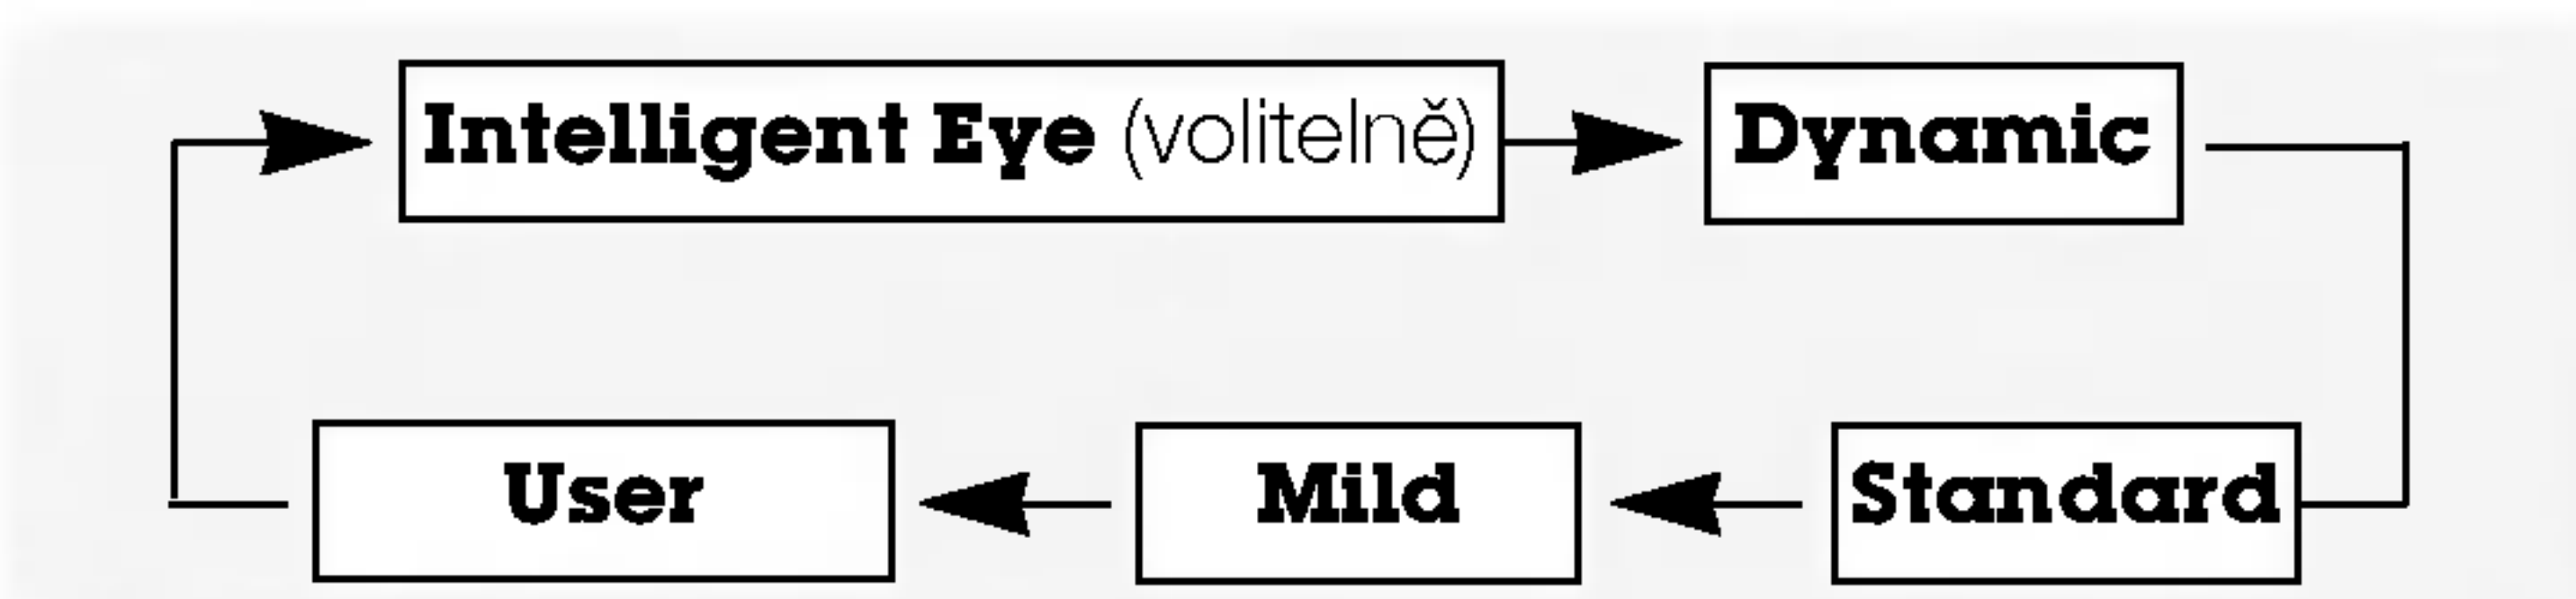 Intelligent Eye (volitelně) Dynamic
User Mild Standard